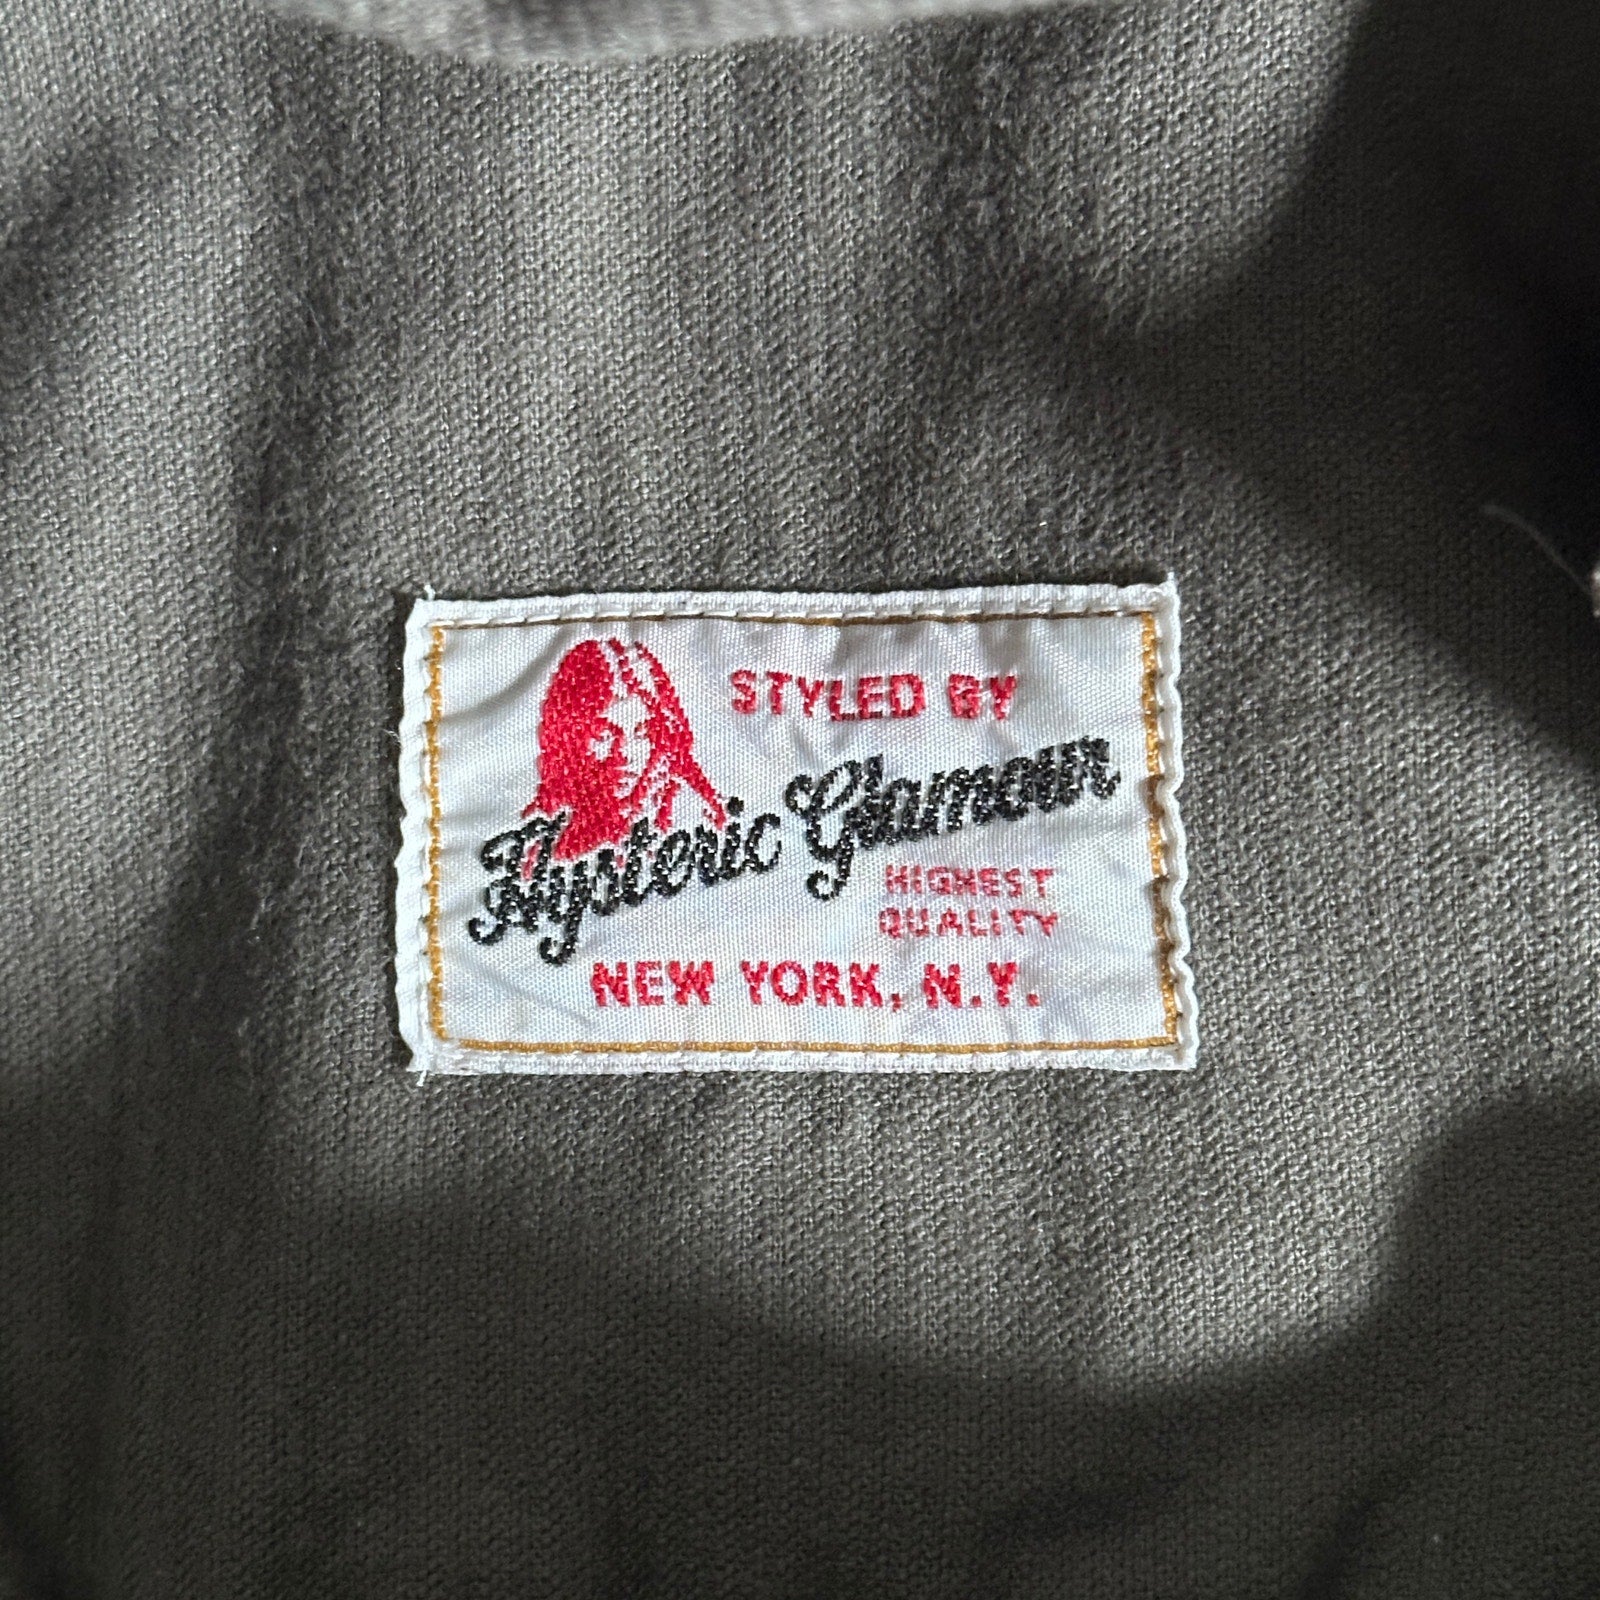 STYLED BY
Hysteric Glamour
HIGHEST
QUALITY
NEW YORK, N.Y.